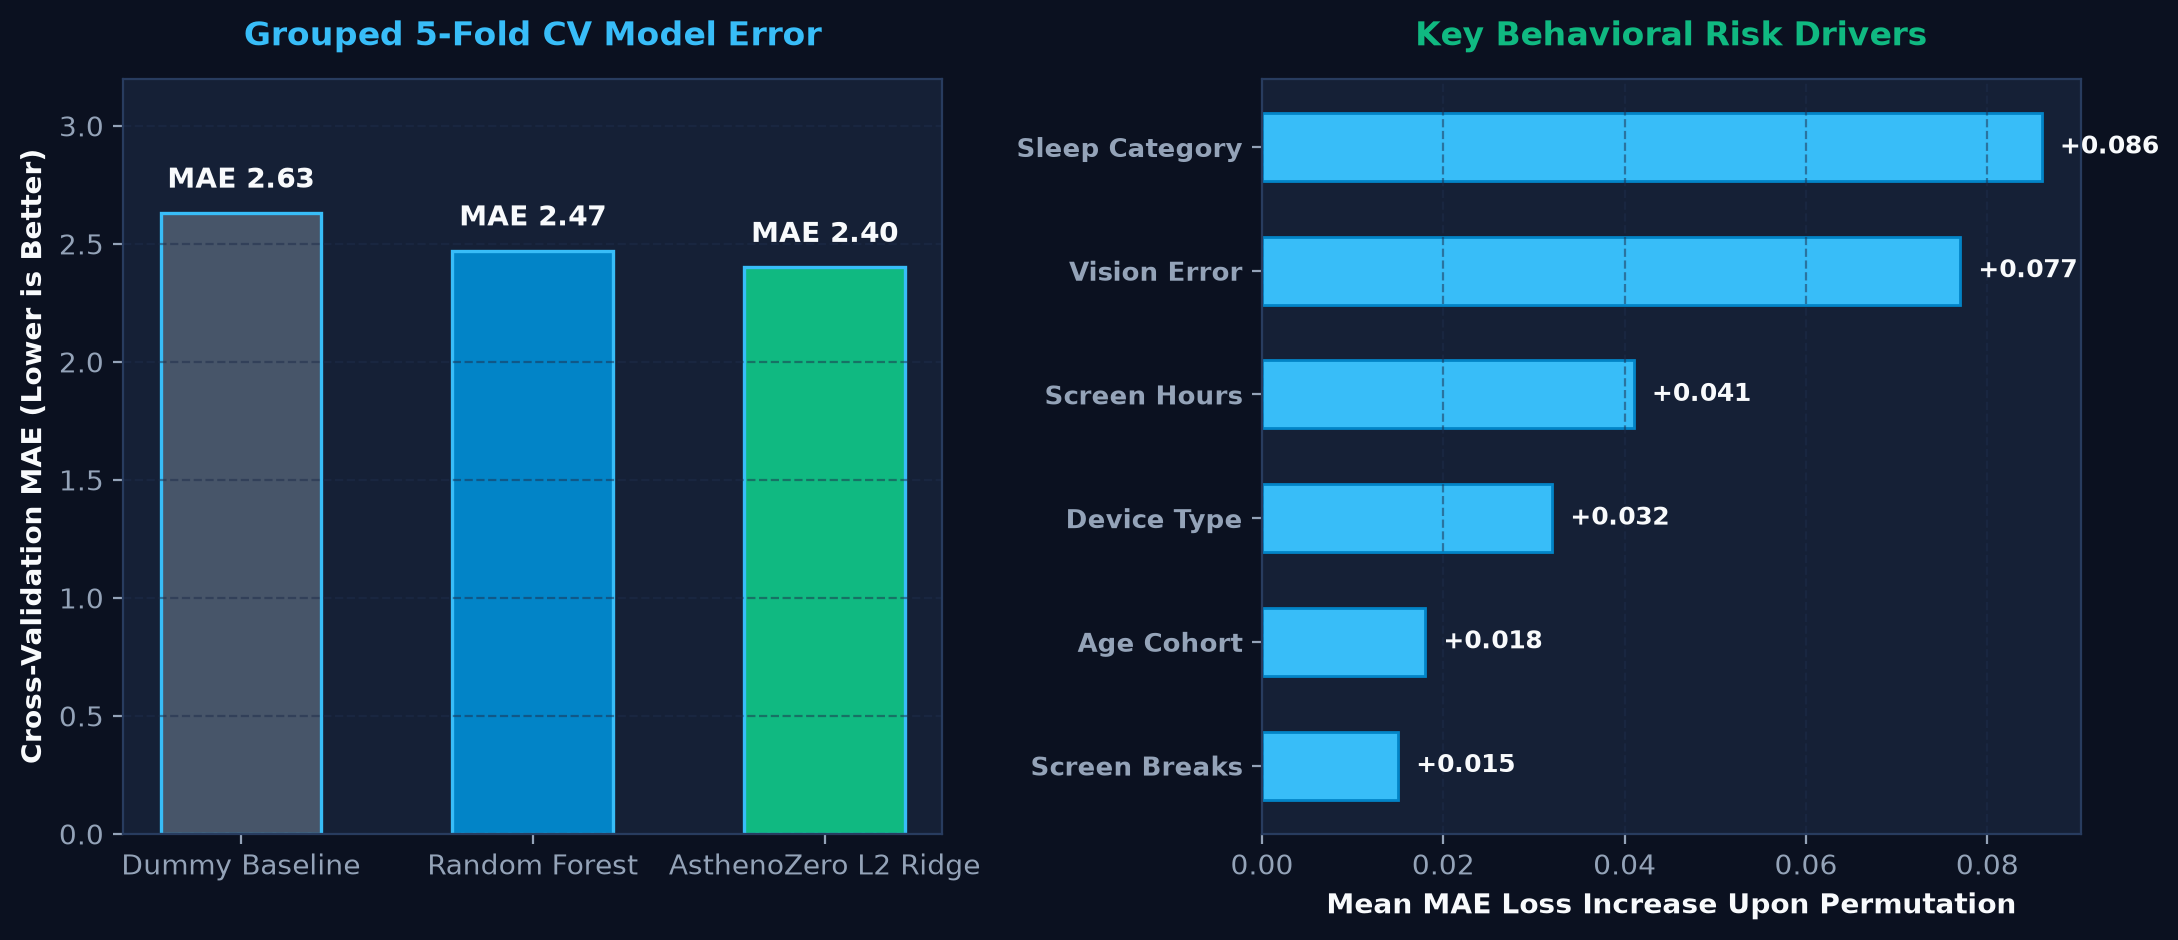 Grouped 5-Fold CV Model Error
Cross-Validation MAE (Lower is Better)
3.0
2.5
2.0
1.5
1.0
0.5
0.0
MAE 2.63
MAE 2.47
MAE 2.40
Dummy Baseline
Random Forest
AsthenoZero L2 Ridge
Key Behavioral Risk Drivers
Sleep Category
+0.086
Vision Error
+0.077
Screen Hours
+0.041
Device Type
+0.032
Age Cohort
+0.018
Screen Breaks
+0.015
0.00
0.02
0.04
0.06
0.08
Mean MAE Loss Increase Upon Permutation